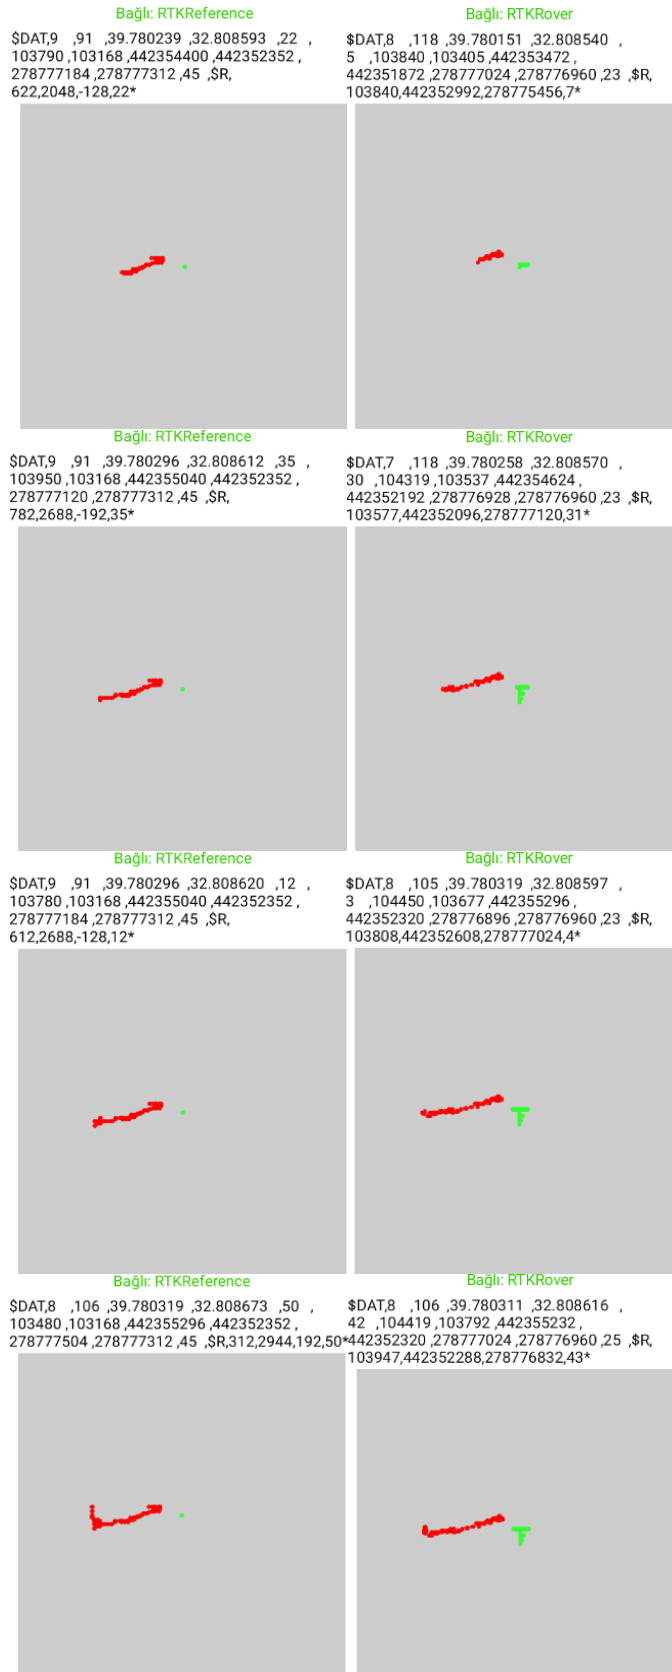 Bağlı: RTKReference
$DAT,9 ,91 ,39.780239 ,32.808593 ,22 ,
103790 ,103168 ,442354400 ,442352352 ,
278777184 ,278777312 ,45 ,$R,
622,2048,-128,22*
Bağlı: RTKRover
$DAT,8 ,118 ,39.780151 ,32.808540 ,
5 ,103840 ,103405 ,442353472 ,
442351872 ,278777024 ,278776960 ,23 ,$R,
103840,442352992,278775456,7*
Bağlı: RTKReference
$DAT,9 ,91 ,39.780296 ,32.808612 ,35 ,
103950 ,103168 ,442355040 ,442352352 ,
278777120 ,278777312 ,45 ,$R,
782,2688,-192,35*
Bağlı: RTKRover
$DAT,7 ,118 ,39.780258 ,32.808570 ,
30 ,104319 ,103537 ,442354624 ,
442352192 ,278776928 ,278776960 ,23 ,$R,
103577,442352096,278777120,31*
Bağlı: RTKReference
$DAT,9 ,91 ,39.780296 ,32.808620 ,12 ,
103780 ,103168 ,442355040 ,442352352 ,
278777184 ,278777312 ,45 ,$R,
612,2688,-128,12*
Bağlı: RTKRover
$DAT,8 ,105 ,39.780319 ,32.808597 ,
3 ,104450 ,103677 ,442355296 ,
442352320 ,278776896 ,278776960 ,23 ,$R,
103808,442352608,278777024,4*
Bağlı: RTKReference
$DAT,8 ,106 ,39.780319 ,32.808673 ,50 ,
103480 ,103168 ,442355296 ,442352352 ,
278777504 ,278777312 ,45 ,$R,312,2944,192,50*
Bağlı: RTKRover
$DAT,8 ,106 ,39.780311 ,32.808616 ,
42 ,104419 ,103792 ,442355232 ,
442352320 ,278777024 ,278776960 ,25 ,$R,
103947,442352288,278776832,43*